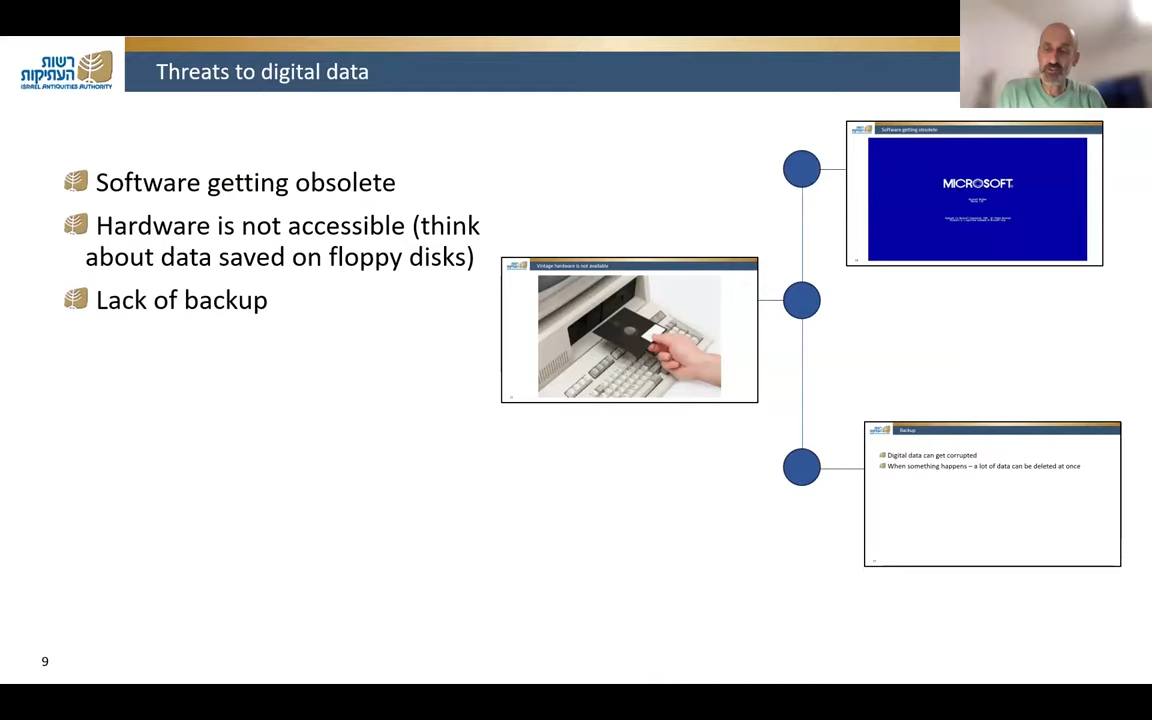 רשות
העתיקות
ISRAEL ANTIQUITIES AUTHORITY
Threats to digital data
Software getting obsolete
Hardware is not accessible (think
about data saved on floppy disks)
Lack of backup
Software getting obsolete
MICROSOFT
Vintage hardware is not available
רשות
העתיקות
Backup
Digital data can get corrupted
When something happens – a lot of data can be deleted at once
9